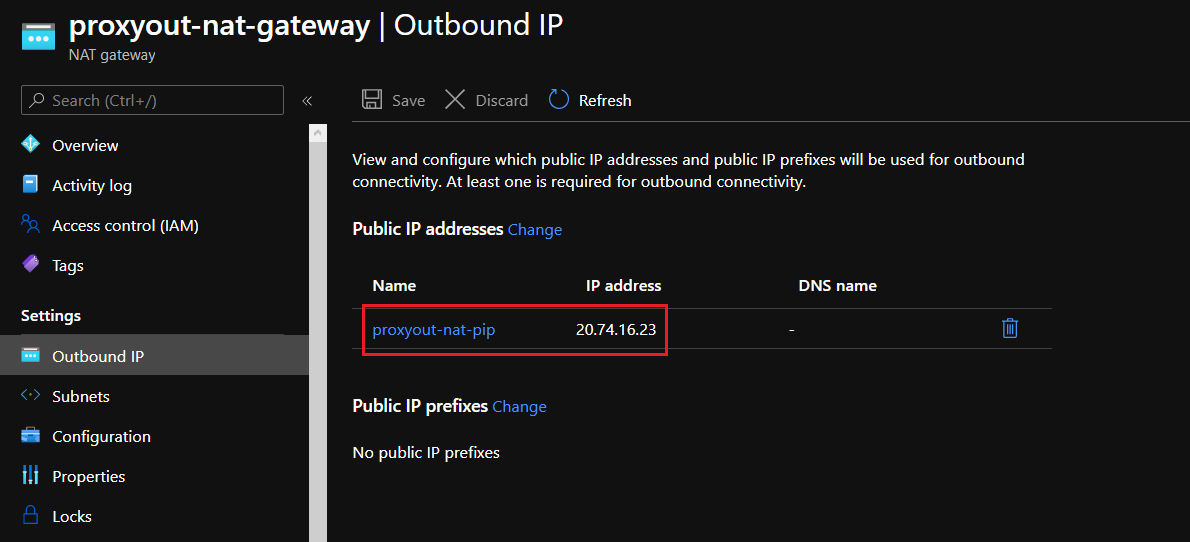 proxyout-nat-gateway | Outbound IP
NAT gateway
Search (Ctrl+/)
«
Overview
Activity log
Access control (IAM)
Tags
Settings
Outbound IP
Subnets
Configuration
Properties
Locks
Save Discard Refresh
View and configure which public IP addresses and public IP prefixes will be used for outbound
connectivity. At least one is required for outbound connectivity.
Public IP addresses Change
Name IP address DNS name
proxyout-nat-pip 20.74.16.23 -
Public IP prefixes Change
No public IP prefixes